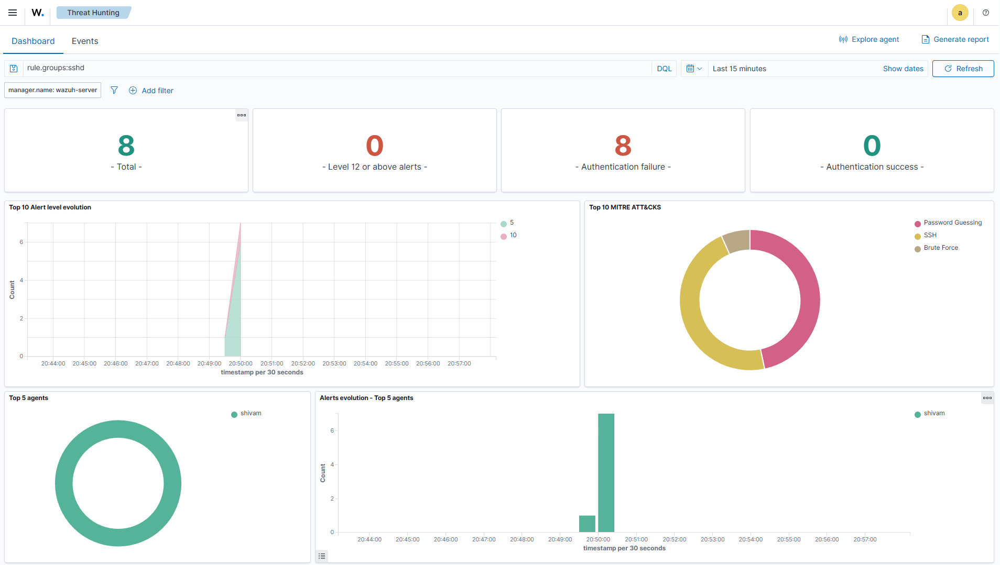 W. Threat Hunting a
Dashboard Events Explore agent Generate report
rule.groups:sshd DQL Last 15 minutes Show dates Refresh
manager.name: wazuh-server Add filter
8 0 8 0
- Total - - Level 12 or above alerts - - Authentication failure - - Authentication success -
Top 10 Alert level evolution
5
10
6
4
2
0
Count
20:44:00 20:45:00 20:46:00 20:47:00 20:48:00 20:49:00 20:50:00 20:51:00 20:52:00 20:53:00 20:54:00 20:55:00 20:56:00 20:57:00
timestamp per 30 seconds
Top 10 MITRE ATT&CKS
Password Guessing
SSH
Brute Force
Top 5 agents
shivam
Alerts evolution - Top 5 agents
shivam
6
4
2
0
Count
20:44:00 20:45:00 20:46:00 20:47:00 20:48:00 20:49:00 20:50:00 20:51:00 20:52:00 20:53:00 20:54:00 20:55:00 20:56:00 20:57:00
timestamp per 30 seconds